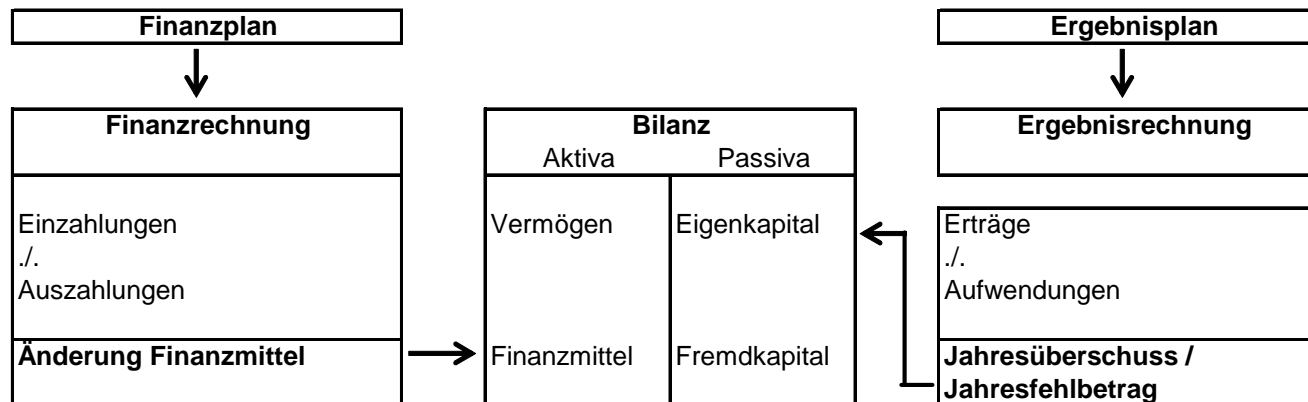 Finanzplan
Ergebnisplan
Finanzrechnung
Bilanz
Aktiva Passiva
Ergebnisrechnung
Einzahlungen
./.
Auszahlungen
Änderung Finanzmittel
Vermögen Eigenkapital
Finanzmittel Fremdkapital
Erträge
./.
Aufwendungen
Jahresüberschuss /
Jahresfehlbetrag